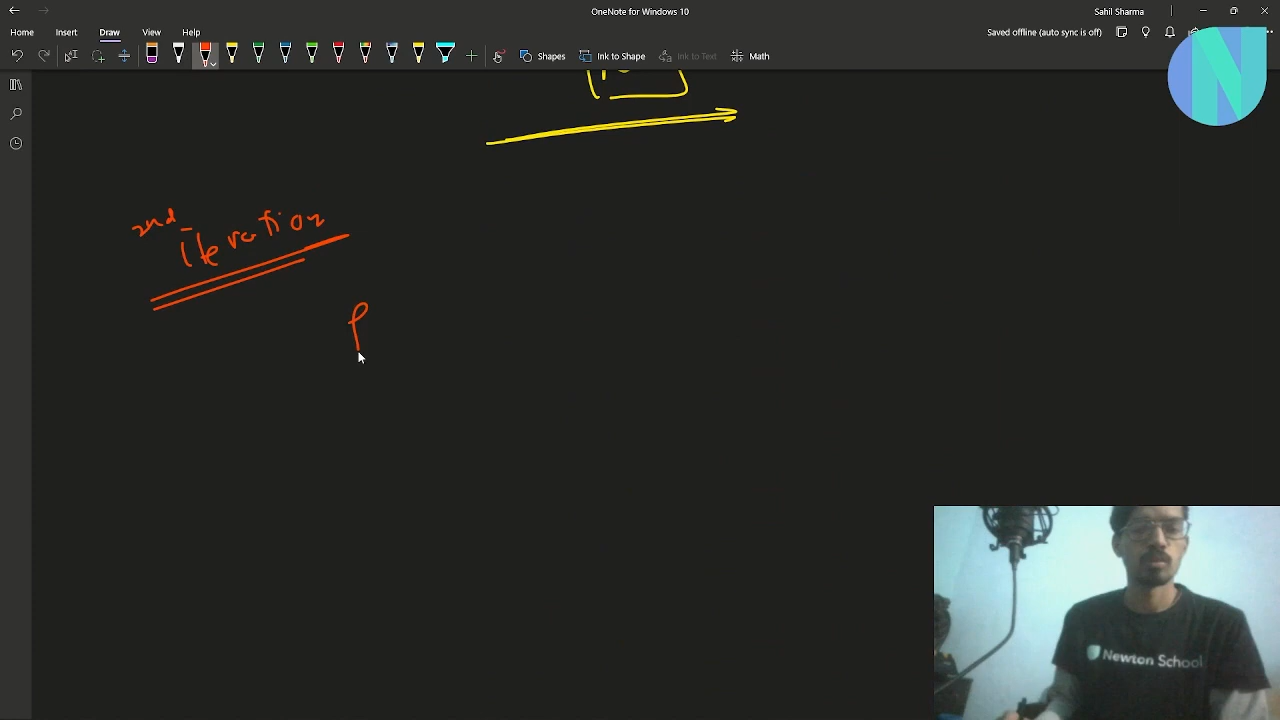 OneNote for Windows 10
Sahil Sharma
Home Insert Draw View Help
Saved offline (auto sync is off)
Shapes Ink to Shape Ink to Text Math
2nd
iteration
P
Newton School